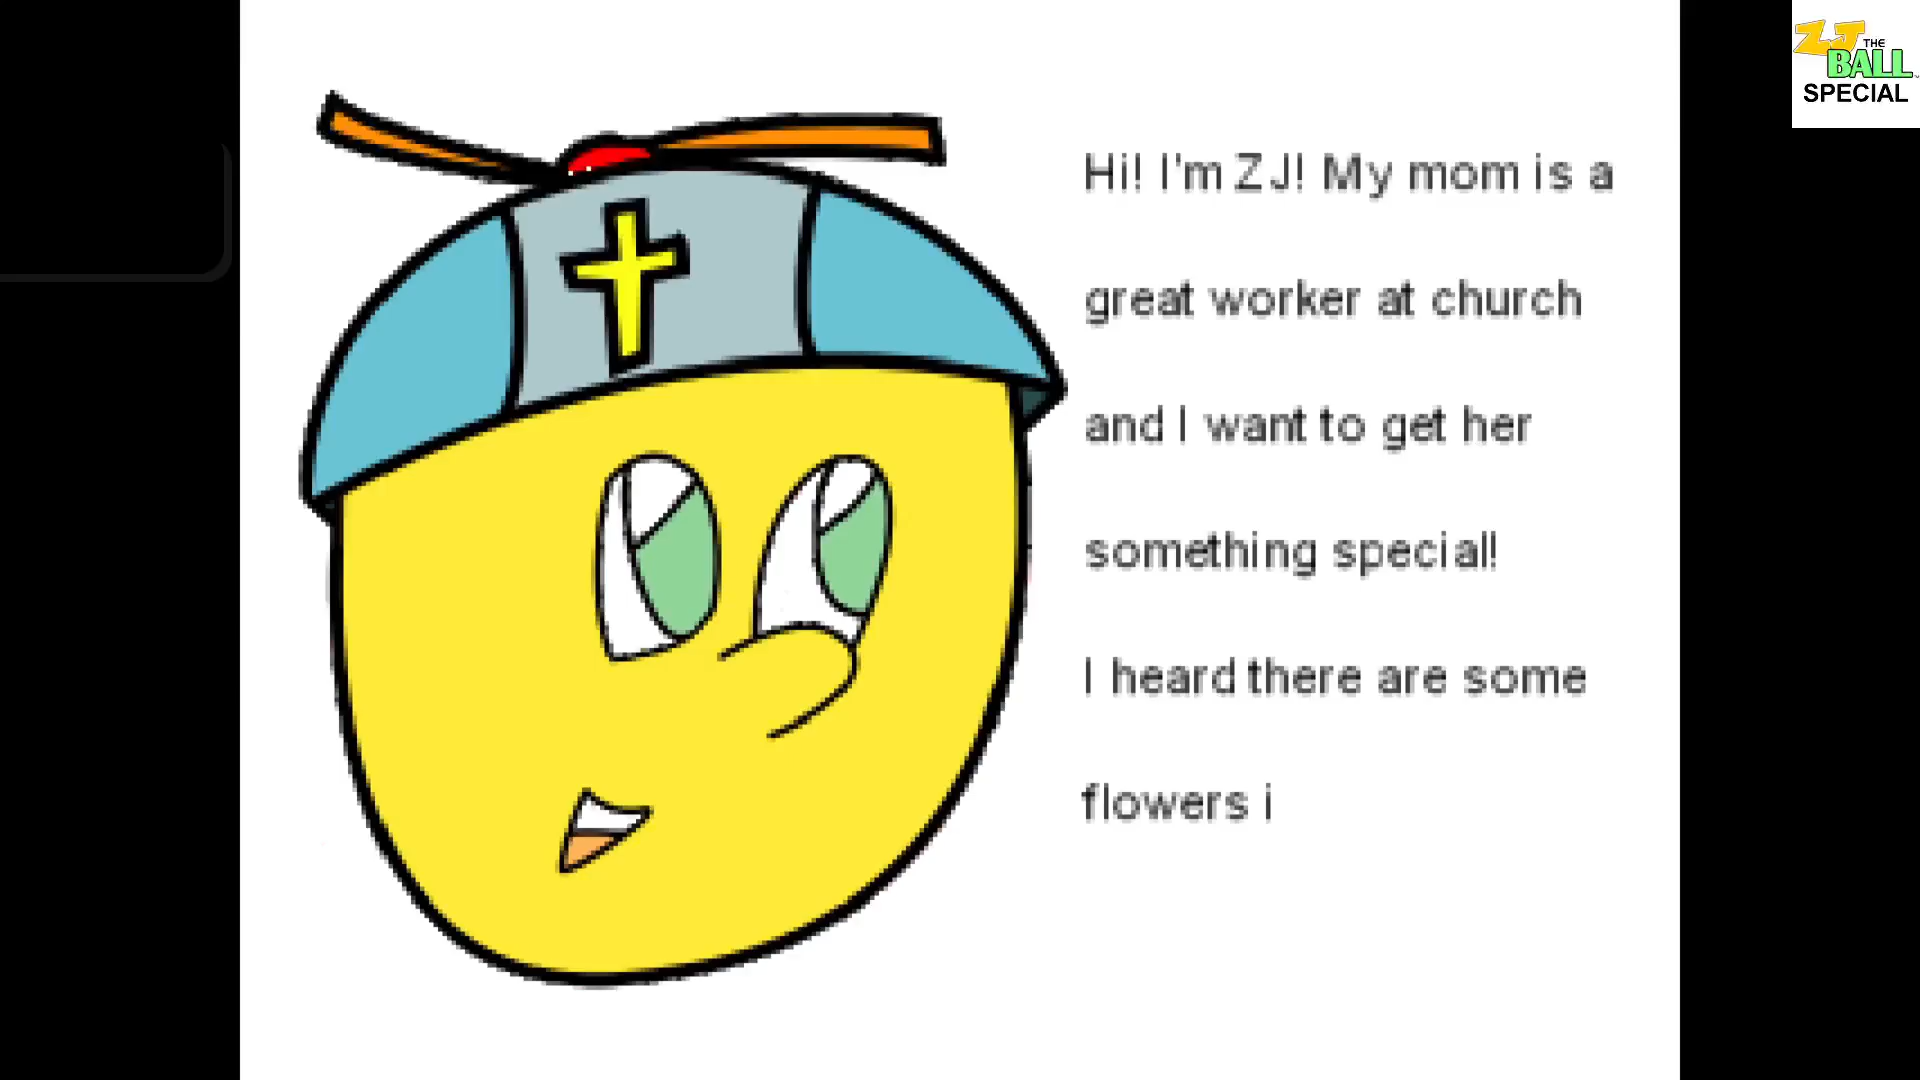 Hi! I'm ZJ! My mom is a
great worker at church
and I want to get her
something special!
I heard there are some
flowers i
ZJ THE
BALL
SPECIAL